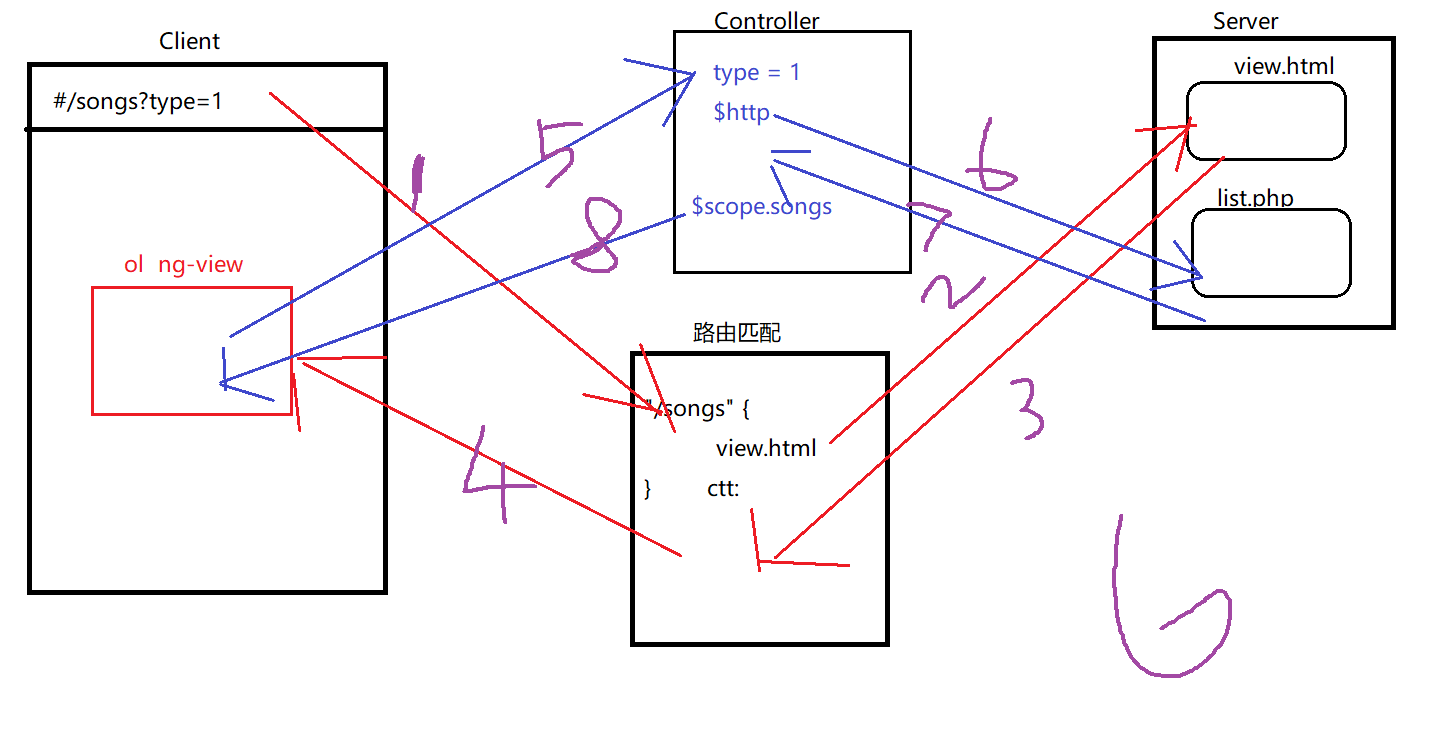 Client
#/songs?type=1
ol ng-view
Controller
type = 1
$http
$scope.songs
Server
view.html
list.php
路由匹配
"/songs" {
view.html
} ctt:
1
5
8
6
7
2
3
4
6